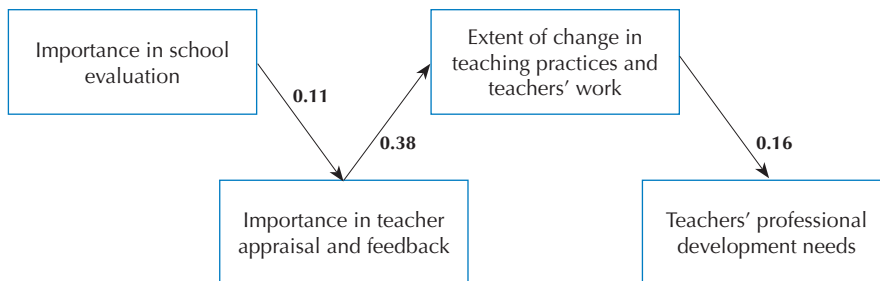 Importance in school
evaluation
Extent of change in
teaching practices and
teachers’ work
0.11
0.38
0.16
Importance in teacher
appraisal and feedback
Teachers’ professional
development needs